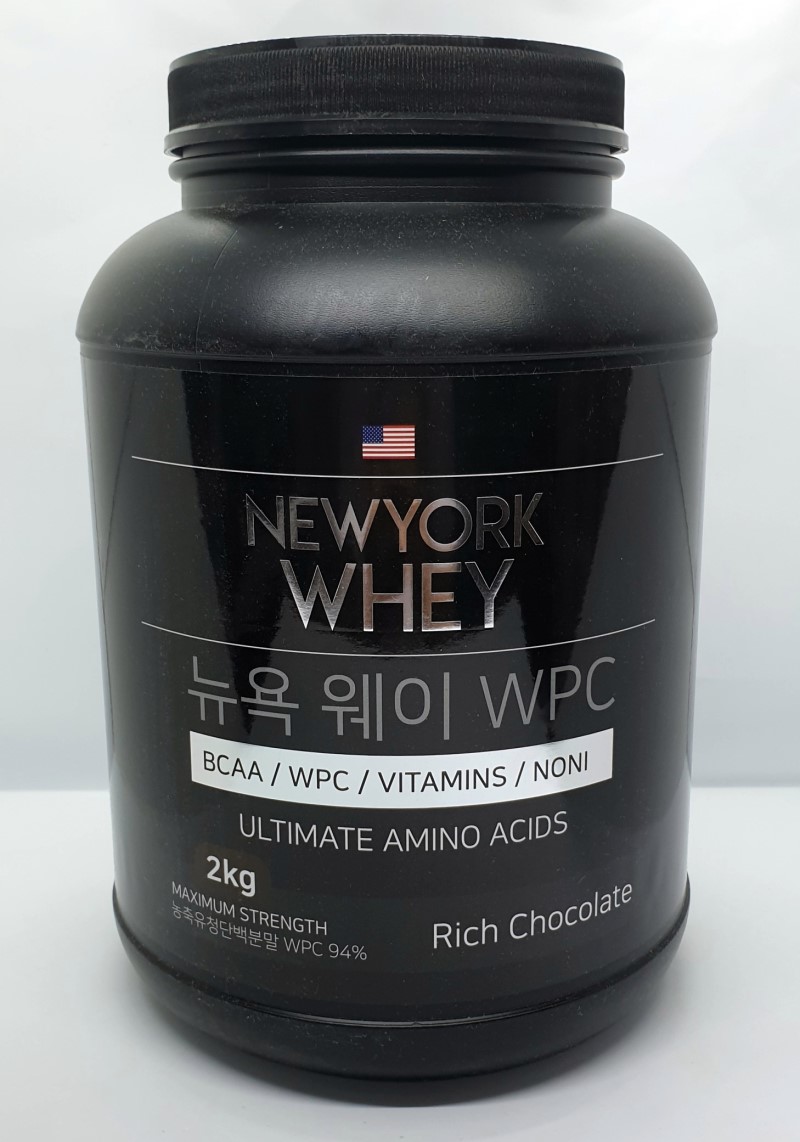 NEWYORK
WHEY
뉴욕 웨이 WPC
BCAA / WPC / VITAMINS / NONI
ULTIMATE AMINO ACIDS
2kg
MAXIMUM STRENGTH
농축유청단백분말 WPC 94%
Rich Chocolate